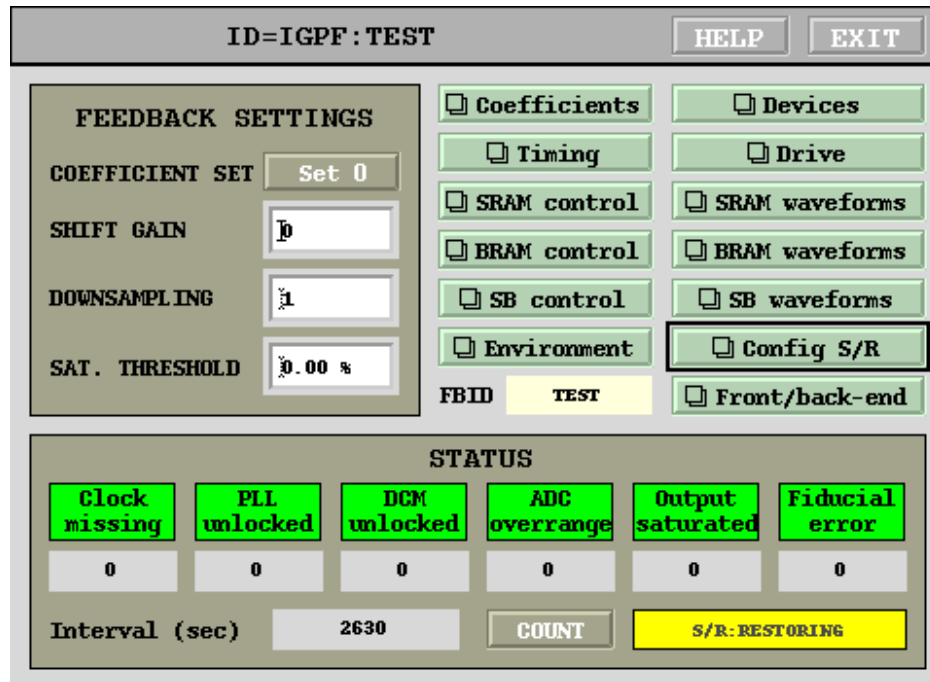 ID=IGPF:TEST HELP EXIT
FEEDBACK SETTINGS
COEFFICIENT SET Set 0
SHIFT GAIN 0
DOWNSAMPLING 1
SAT. THRESHOLD 0.00 %
Coefficients Devices
Timing Drive
SRAM control SRAM waveforms
BRAM control BRAM waveforms
SB control SB waveforms
Environment Config S/R
FBID TEST Front/back-end
STATUS
Clock PLL DCM ADC Output Fiducial
missing unlocked unlocked overrange saturated error
0 0 0 0 0 0
Interval (sec) 2630 COUNT S/R:RESTORING